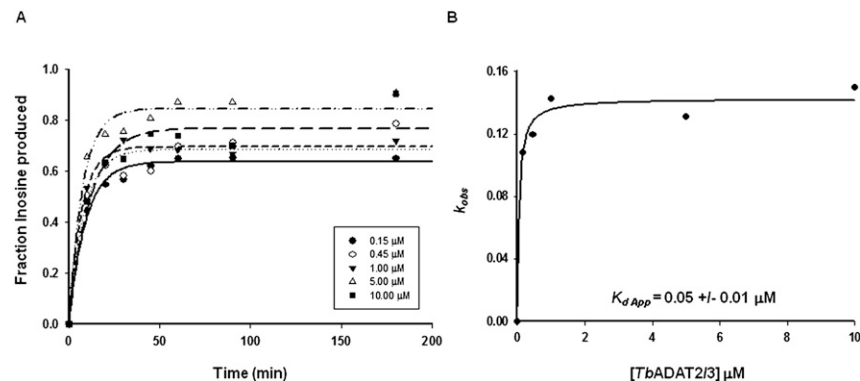 A
Fraction Inosine produced
1.0
0.8
0.6
0.4
0.2
0.0
0
50
100
150
200
Time (min)
0.15 µM
0.45 µM
1.00 µM
5.00 µM
10.00 µM
B
kobs
0.16
0.12
0.08
0.04
0.00
0
2
4
6
8
10
Kd App = 0.05 +/- 0.01 µM
[TbADAT2/3] µM